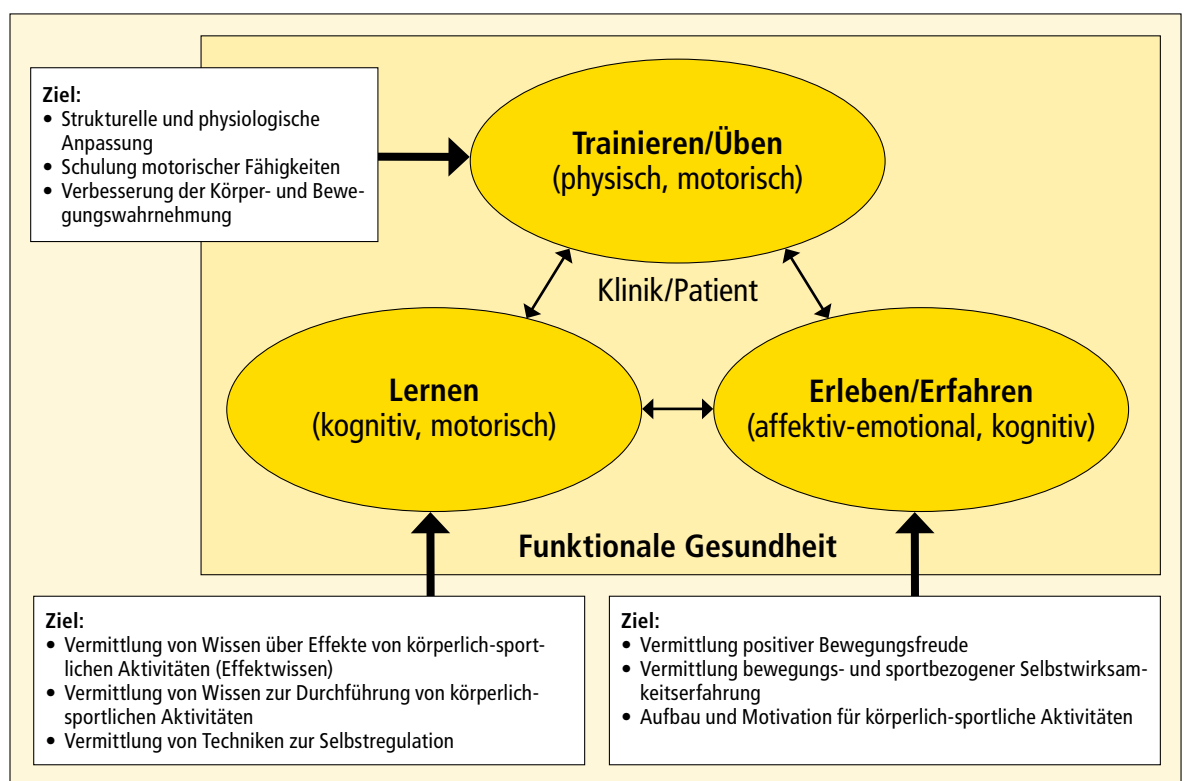 Ziel:
• Strukturelle und physiologische
Anpassung
• Schulung motorischer Fähigkeiten
• Verbesserung der Körper- und Bewe-
gungswahrnehmung
Trainieren/Üben
(physisch, motorisch)
Klinik/Patient
Lernen
(kognitiv, motorisch)
Erleben/Erfahren
(affektiv-emotional, kognitiv)
Funktionale Gesundheit
Ziel:
• Vermittlung von Wissen über Effekte von körperlich-sport-
lichen Aktivitäten (Effektwissen)
• Vermittlung von Wissen zur Durchführung von körperlich-
sportlichen Aktivitäten
• Vermittlung von Techniken zur Selbstregulation
Ziel:
• Vermittlung positiver Bewegungsfreude
• Vermittlung bewegungs- und sportbezogener Selbstwirksam-
keitserfahrung
• Aufbau und Motivation für körperlich-sportliche Aktivitäten